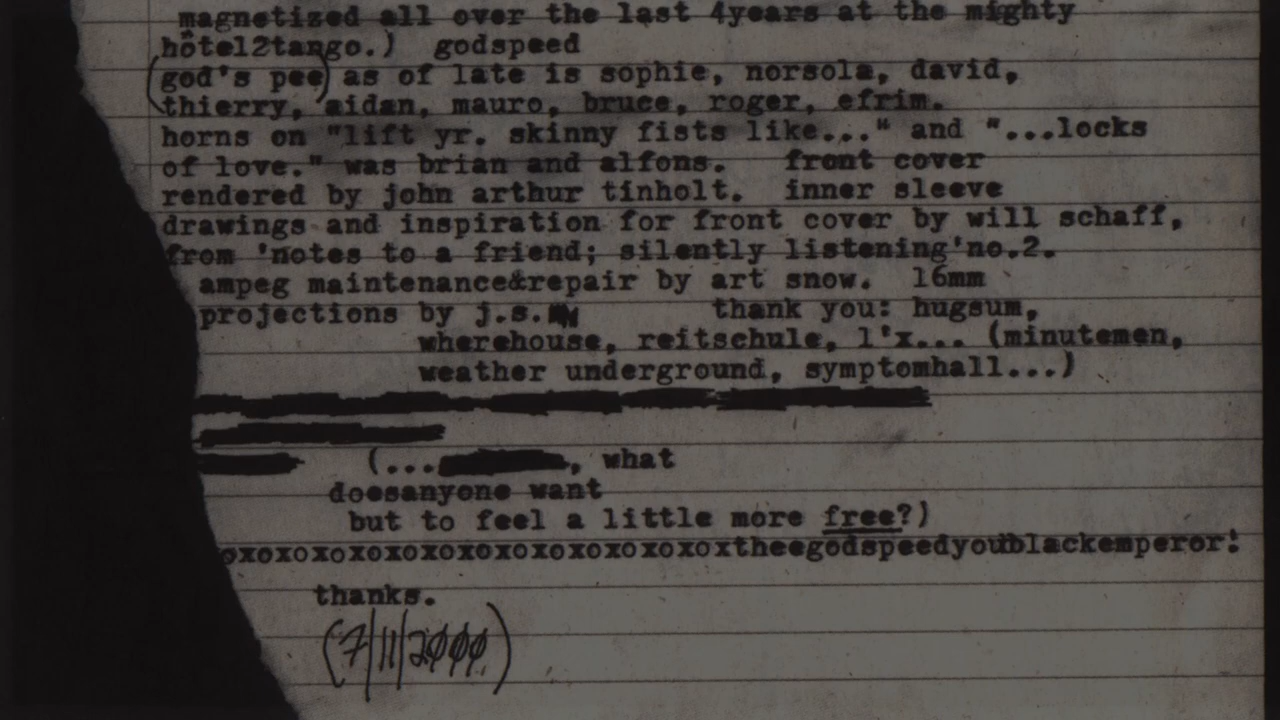 magnetized all over the last 4years at the mighty
hôtel2tango.) godspeed
(god's pee) as of late is sophie, norsola, david,
thierry, aidan, mauro, bruce, roger, efrim.
horns on "lift yr. skinny fists like..." and "...locks
of love." was brian and alfons. front cover
rendered by john arthur tinholt. inner sleeve
drawings and inspiration for front cover by will schaff,
from 'notes to a friend; silently listening'no.2.
ampeg maintenance&repair by art snow. 16mm
projections by j.s. thank you: hugsum,
wherehouse, reitschule, l'x... (minutemen,
weather underground, symptomhall...)
(... , what
doesanyone want
but to feel a little more free?)
oxoxoxoxoxoxoxoxoxoxoxoxoxoxtheegodspeedyoublackemperor!
thanks.
(7/11/2000)